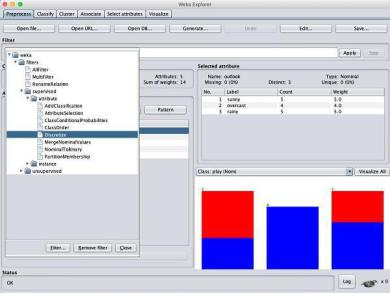 Weka Explorer
Preprocess Classify Cluster Associate Select attributes Visualize
Open file... Open URL... Open DB... Generate... Undo Edit... Save...
Filter
Apply Stop
weka
filters
AllFilter
MultiFilter
RenameRelation
supervised
attribute
AddClassification
AttributeSelection
ClassConditionalProbabilities
ClassOrder
Discretize
MergeNominalValues
NominalToBinary
PartitionMembership
instance
unsupervised
Filter... Remove filter Close
Attributes: 5
Sum of weights: 14
Pattern
Selected attribute
Name: outlook Type: Nominal
Missing: 0 (0%) Distinct: 3 Unique: 0 (0%)
No. Label Count Weight
1 sunny 5 5.0
2 overcast 4 4.0
3 rainy 5 5.0
Class: play (Nom) Visualize All
Status
OK
Log x 0